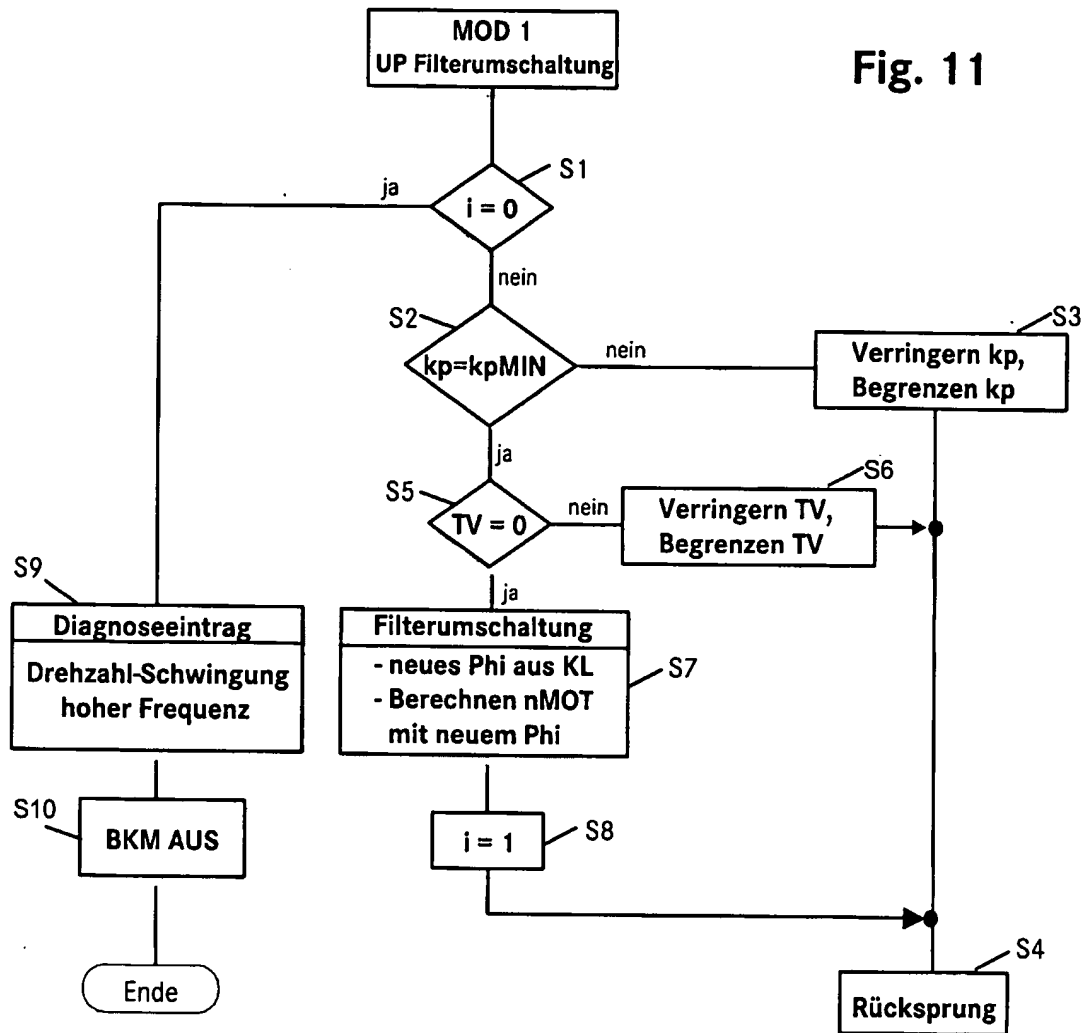 MOD 1
UP Filterumschaltung
Fig. 11
S1
ja
i = 0
nein
S2
kp=kpMIN
nein
S3
Verringern kp,
Begrenzen kp
ja
S5
TV = 0
nein
S6
Verringern TV,
Begrenzen TV
ja
S9
Diagnoseeintrag
Drehzahl-Schwingung
hoher Frequenz
Filterumschaltung
- neues Phi aus KL
- Berechnen nMOT
mit neuem Phi
S7
S10
BKM AUS
i = 1
S8
Ende
S4
Rücksprung